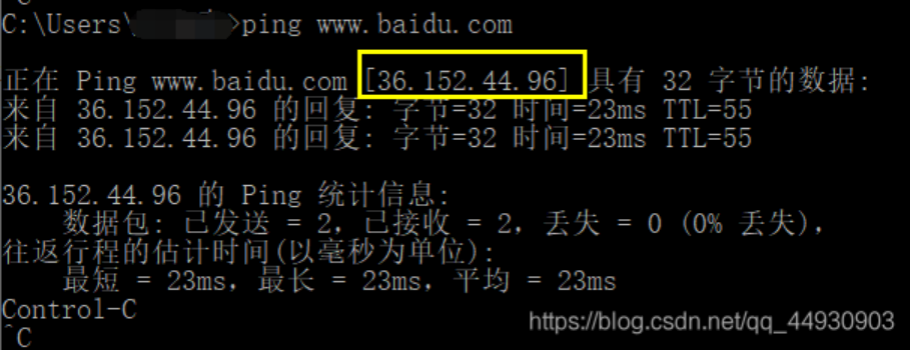 ^C
C:\Users\ >ping www.baidu.com
正在 Ping www.baidu.com [36.152.44.96] 具有 32 字节的数据:
来自 36.152.44.96 的回复: 字节=32 时间=23ms TTL=55
来自 36.152.44.96 的回复: 字节=32 时间=23ms TTL=55
36.152.44.96 的 Ping 统计信息:
数据包: 已发送 = 2，已接收 = 2，丢失 = 0 (0% 丢失)，
往返行程的估计时间(以毫秒为单位):
最短 = 23ms，最长 = 23ms，平均 = 23ms
Control-C
^C
https://blog.csdn.net/qq_44930903